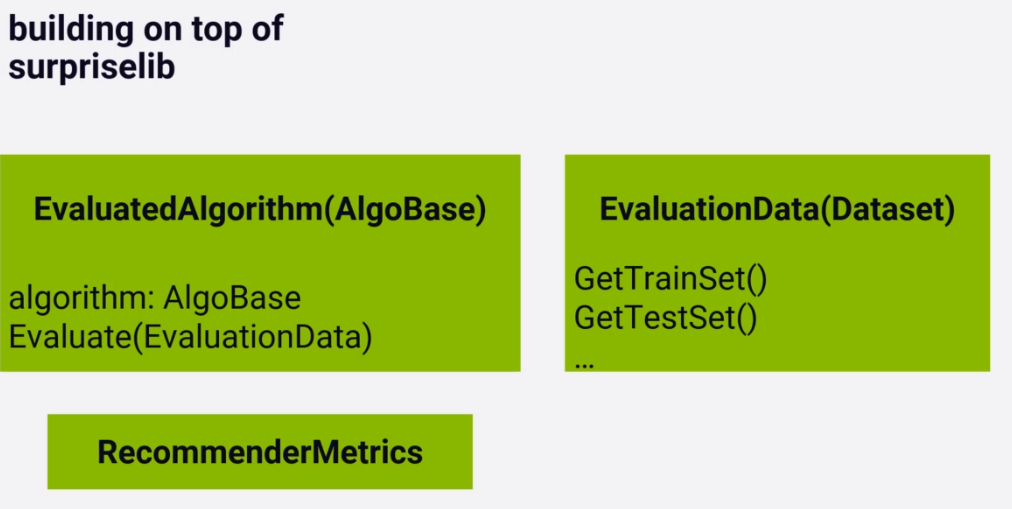 building on top of
surpriselib
EvaluatedAlgorithm(AlgoBase)
algorithm: AlgoBase
Evaluate(EvaluationData)
EvaluationData(Dataset)
GetTrainSet()
GetTestSet()
...
RecommenderMetrics